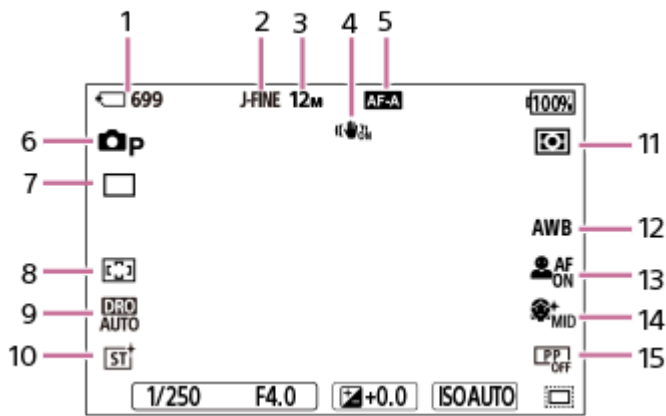 1 2 3 4 5
699 J-FINE 12M AF-A 100%
ON
6 P 11
7
AWB 12
8 AF ON 13
9 DRO AUTO
MID 14
10 ST+ PP OFF 15
1/250 F4.0 +0.0 ISO AUTO